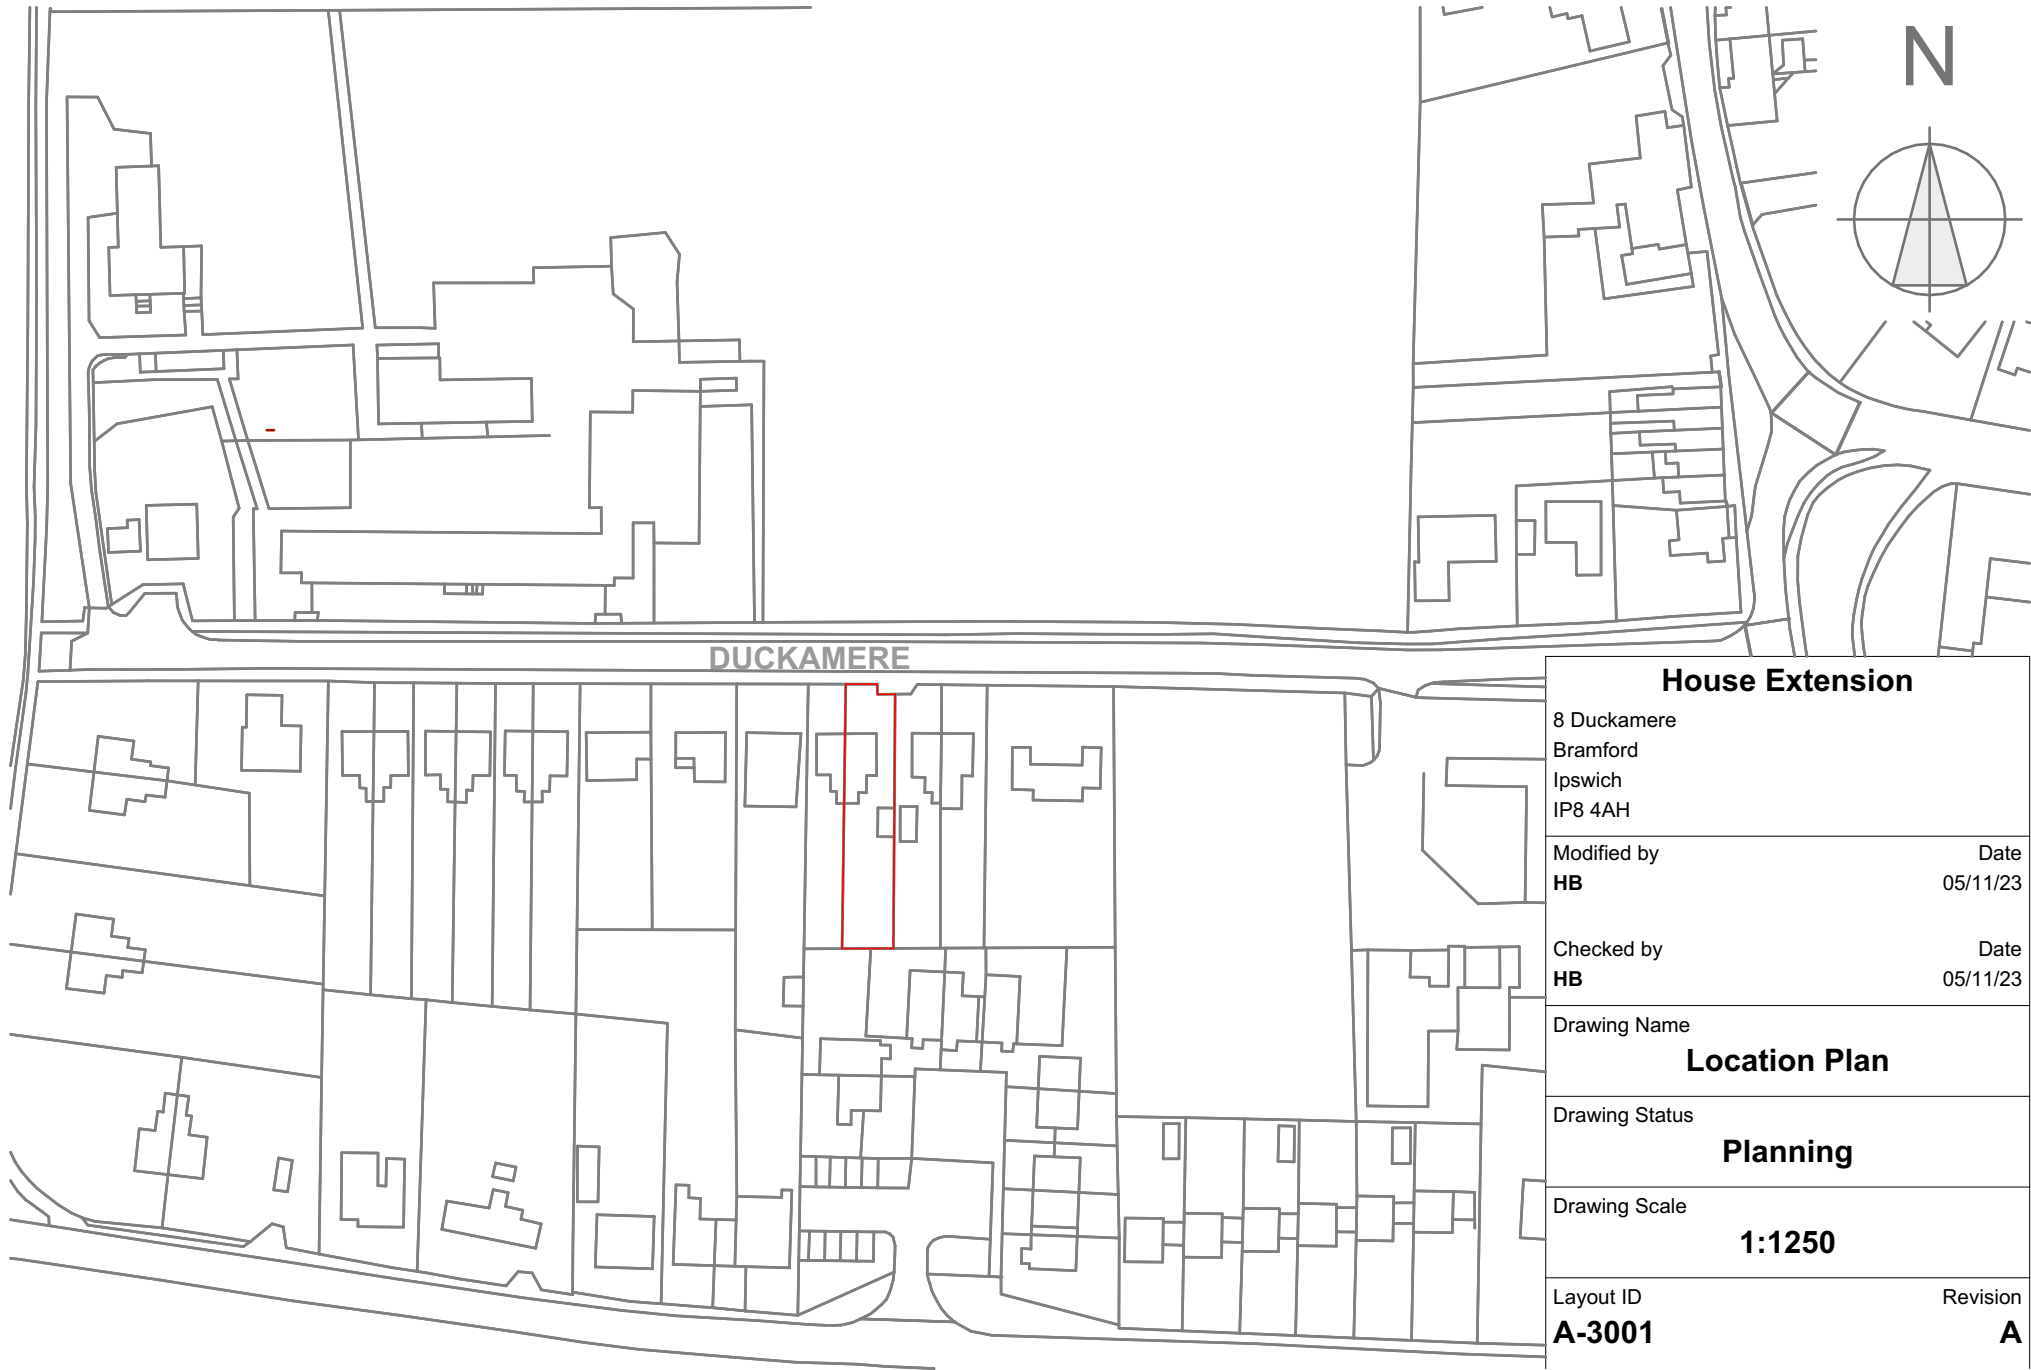 N
DUCKAMERE
House Extension
8 Duckamere
Bramford
Ipswich
IP8 4AH
Modified by Date
HB 05/11/23
Checked by Date
HB 05/11/23
Drawing Name
Location Plan
Drawing Status
Planning
Drawing Scale
1:1250
Layout ID Revision
A-3001 A